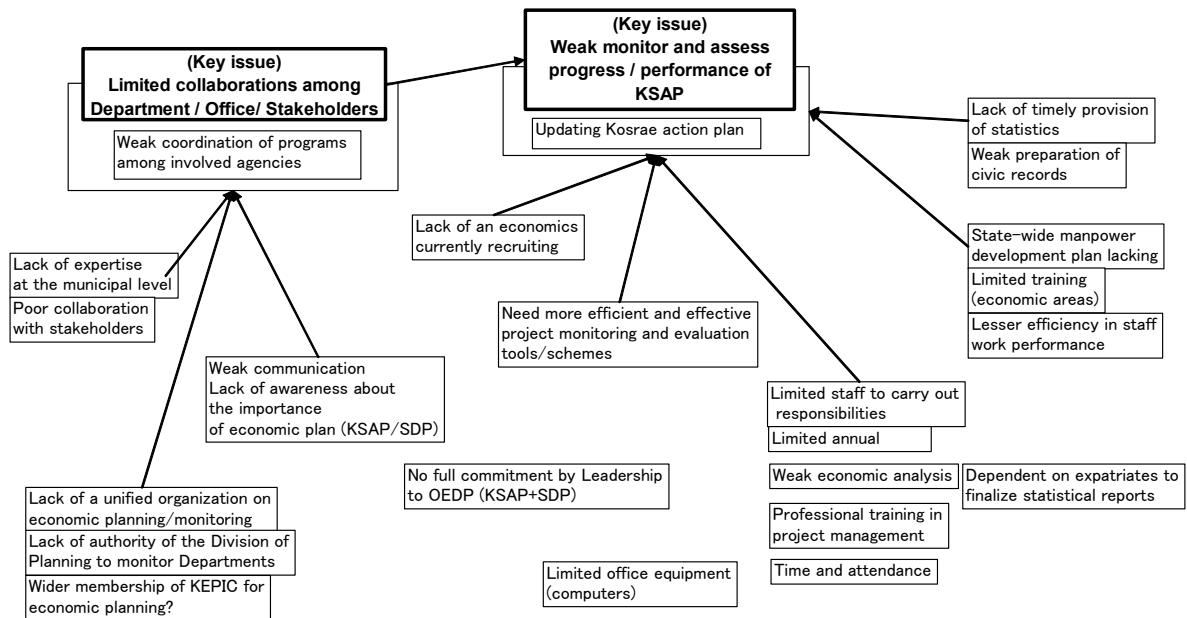 (Key issue)
Limited collaborations among
Department / Office/ Stakeholders
Weak coordination of programs
among involved agencies
(Key issue)
Weak monitor and assess
progress / performance of
KSAP
Updating Kosrae action plan
Lack of timely provision
of statistics
Weak preparation of
civic records
Lack of an economics
currently recruiting
State-wide manpower
development plan lacking
Limited training
(economic areas)
Lesser efficiency in staff
work performance
Lack of expertise
at the municipal level
Poor collaboration
with stakeholders
Need more efficient and effective
project monitoring and evaluation
tools/schemes
Weak communication
Lack of awareness about
the importance
of economic plan (KSAP/SDP)
Limited staff to carry out
responsibilities
Limited annual
No full commitment by Leadership
to OEDP (KSAP+SDP)
Weak economic analysis
Dependent on expatriates to
finalize statistical reports
Lack of a unified organization on
economic planning/monitoring
Lack of authority of the Division of
Planning to monitor Departments
Wider membership of KEPIC for
economic planning?
Professional training in
project management
Limited office equipment
(computers)
Time and attendance